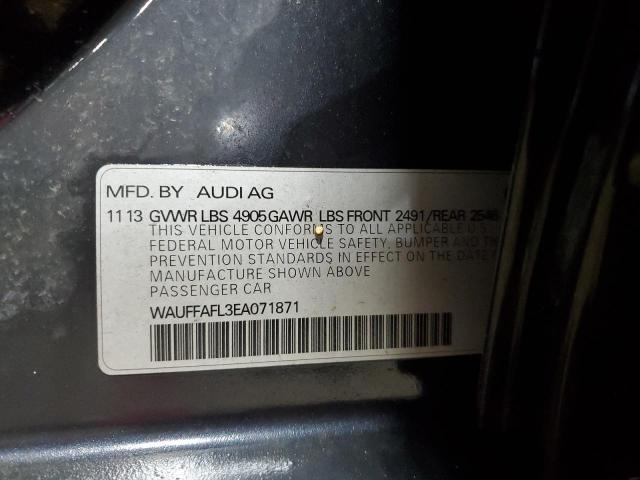 MFD. BY AUDI AG
11 13 GVWR LBS 4905 GAWR LBS FRONT 2491/REAR 2546
THIS VEHICLE CONFORMS TO ALL APPLICABLE U.S
FEDERAL MOTOR VEHICLE SAFETY, BUMPER AND
PREVENTION STANDARDS IN EFFECT ON THE DATE
MANUFACTURE SHOWN ABOVE
PASSENGER CAR
WAUFFAFL3EA071871